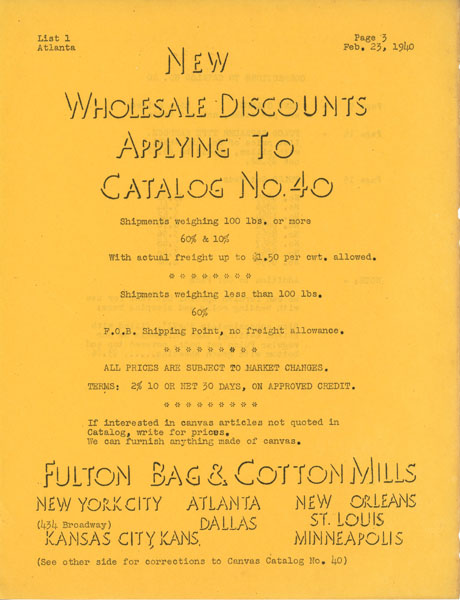 List 1 Page 3
Atlanta Feb. 23, 1940
NEW
WHOLESALE DISCOUNTS
APPLYING TO
CATALOG NO. 40
Shipments weighing 100 lbs. or more
60% & 10%
With actual freight up to $1.50 per cwt. allowed.
* * * * * * * *
Shipments weighing less than 100 lbs.
60%
F.O.B. Shipping Point, no freight allowance.
* * * * * * * * *
ALL PRICES ARE SUBJECT TO MARKET CHANGES.
TERMS: 2% 10 OR NET 30 DAYS, ON APPROVED CREDIT.
* * * * * * * * *
If interested in canvas articles not quoted in
Catalog, write for prices.
We can furnish anything made of canvas.
FULTON BAG & COTTON MILLS
NEW YORK CITY ATLANTA NEW ORLEANS
(434 Broadway) DALLAS ST. LOUIS
KANSAS CITY, KANS. MINNEAPOLIS
(See other side for corrections to Canvas Catalog No. 40)